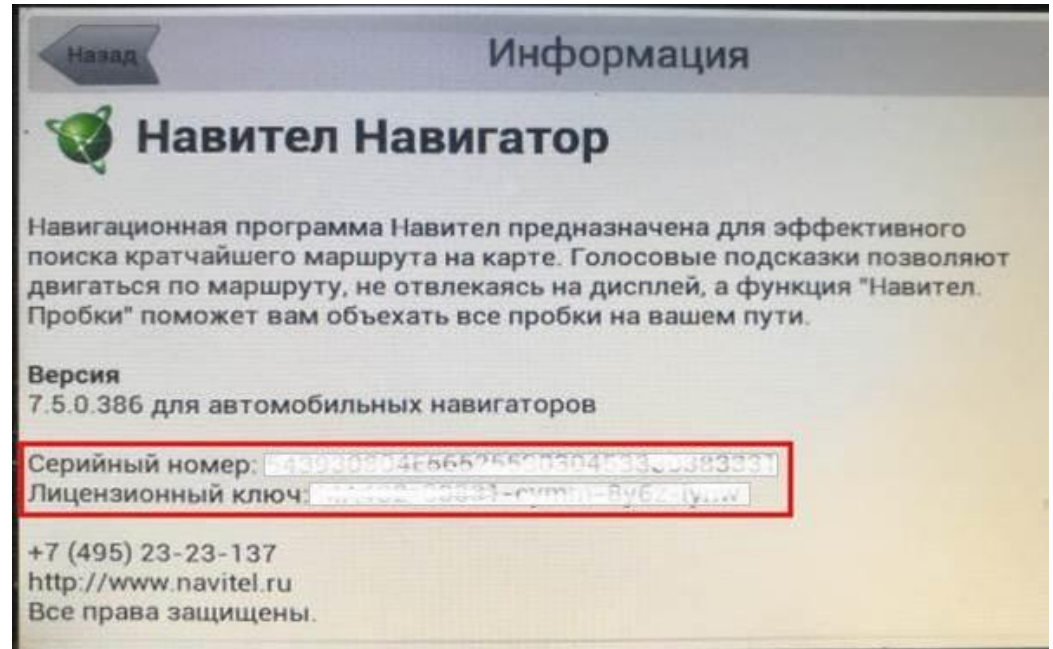 Назад
Информация
Навител Навигатор
Навигационная программа Навител предназначена для эффективного
поиска кратчайшего маршрута на карте. Голосовые подсказки позволяют
двигаться по маршруту, не отвлекаясь на дисплей, а функция "Навител.
Пробки" поможет вам объехать все пробки на вашем пути.
Версия
7.5.0.386 для автомобильных навигаторов
Серийный номер:
Лицензионный ключ:
+7 (495) 23-23-137
http://www.navitel.ru
Все права защищены.